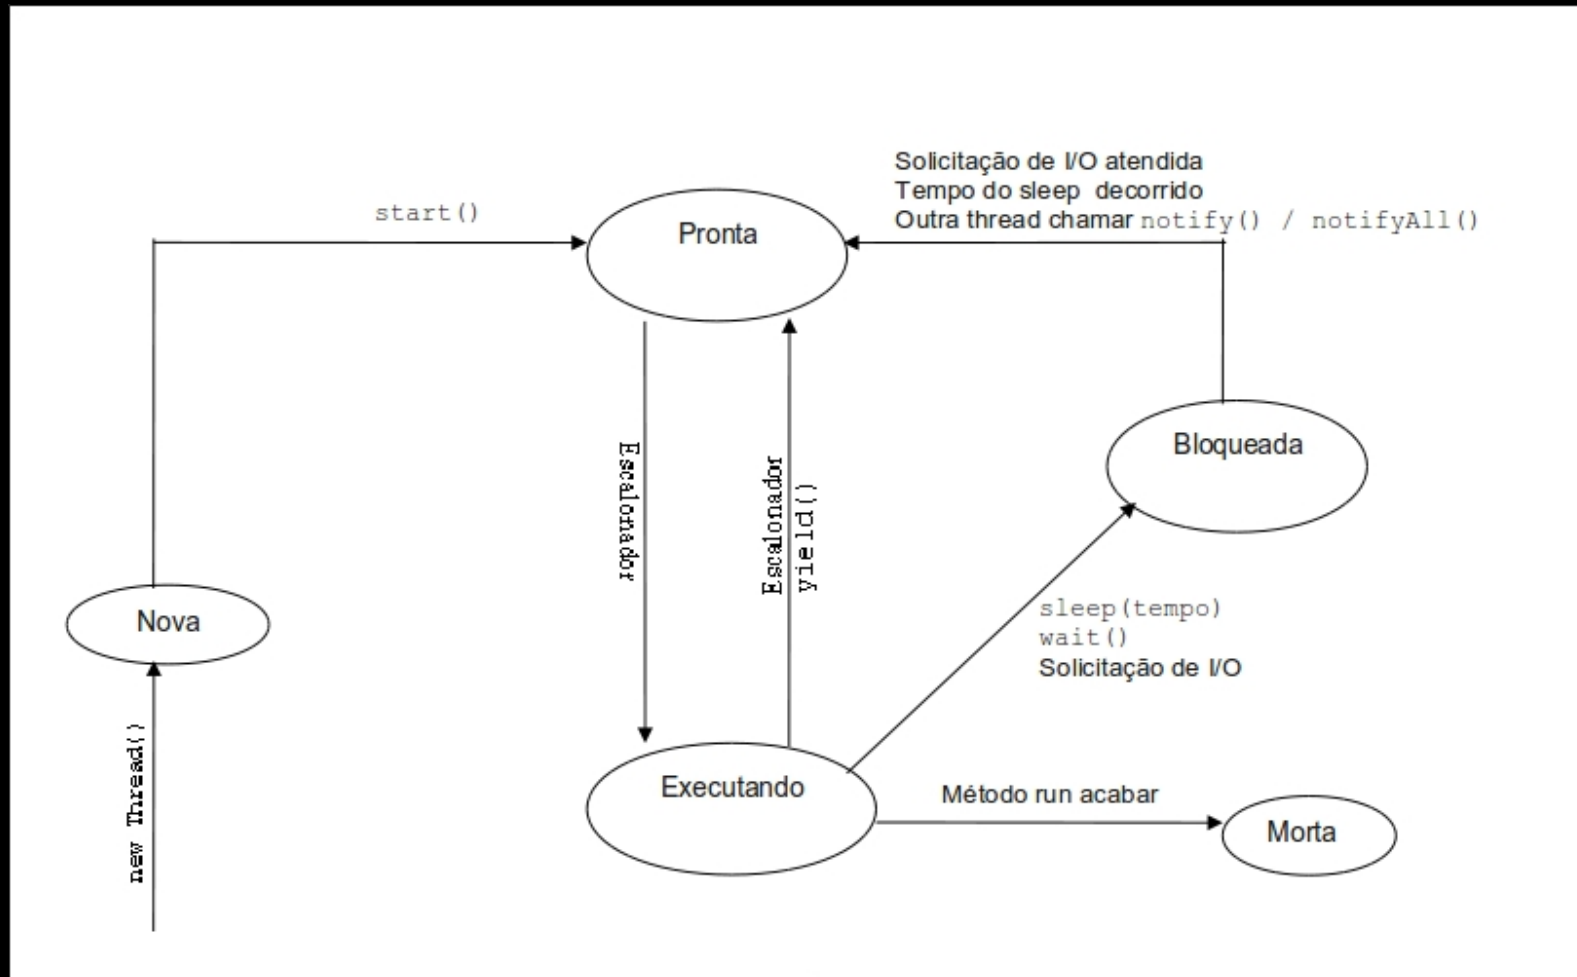 Solicitação de I/O atendida
Tempo do sleep decorrido
Outra thread chamar notify() / notifyAll()
start()
Pronta
Bloqueada
Escalonador
Escalonador
yield()
Nova
sleep(tempo)
wait()
Solicitação de I/O
new Thread()
Executando
Método run acabar
Morta